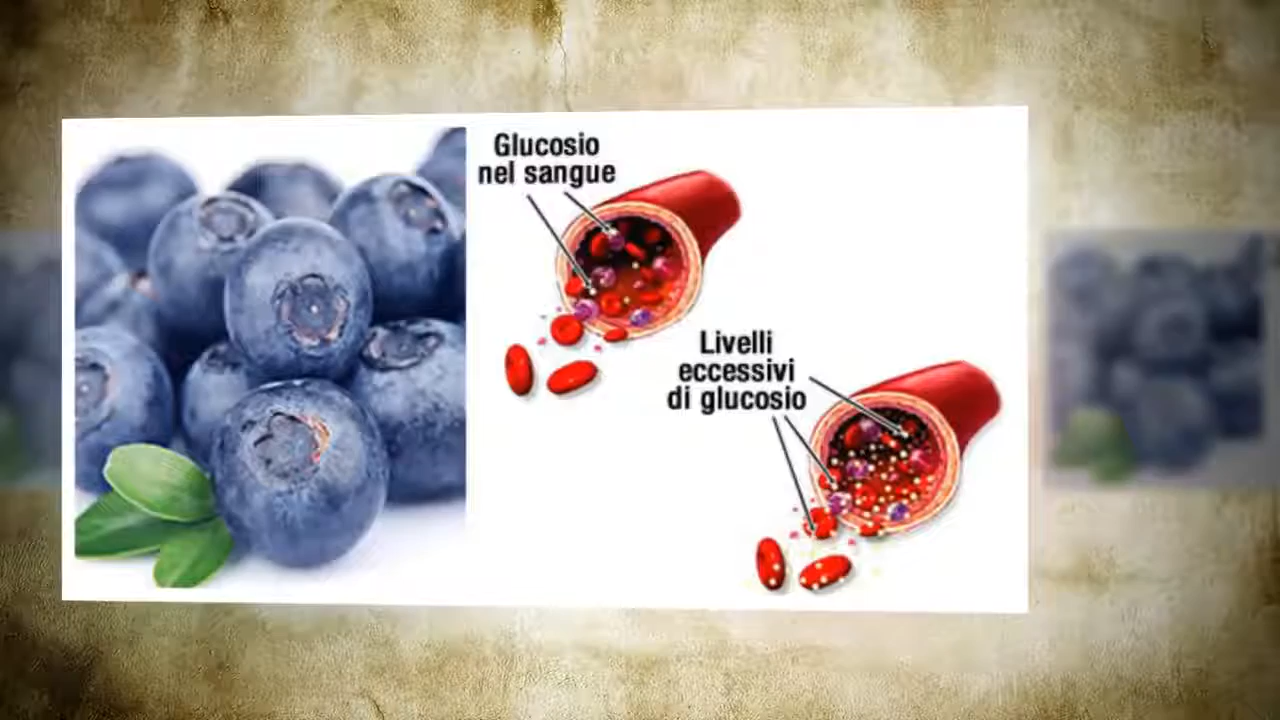 Glucosio
nel sangue
Livelli
eccessivi
di glucosio